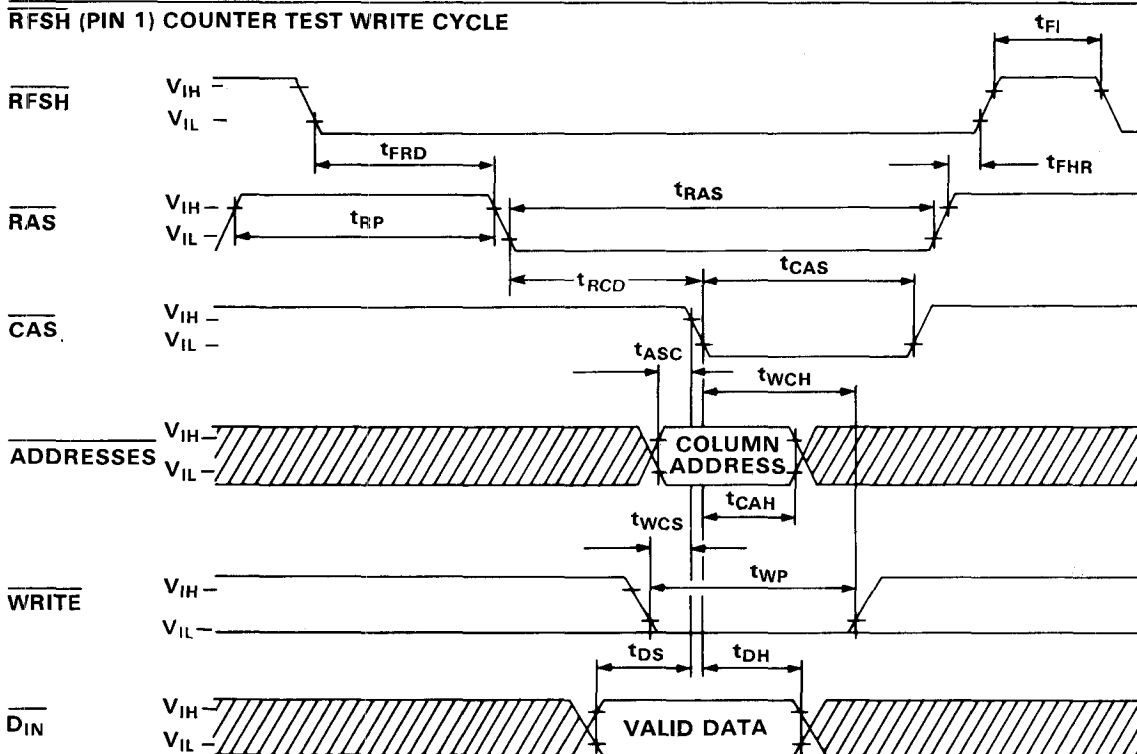 RFSH (PIN 1) COUNTER TEST WRITE CYCLE
tFI
RFSH
VIH
VIL
tFRD
tFHR
RAS
VIH
VIL
tRP
tRAS
tRCD
tCAS
CAS
VIH
VIL
tASC
tWCH
ADDRESSES
VIH
VIL
COLUMN
ADDRESS
tCAH
tWCS
WRITE
VIH
VIL
tWP
tDS
tDH
DIN
VIH
VIL
VALID DATA